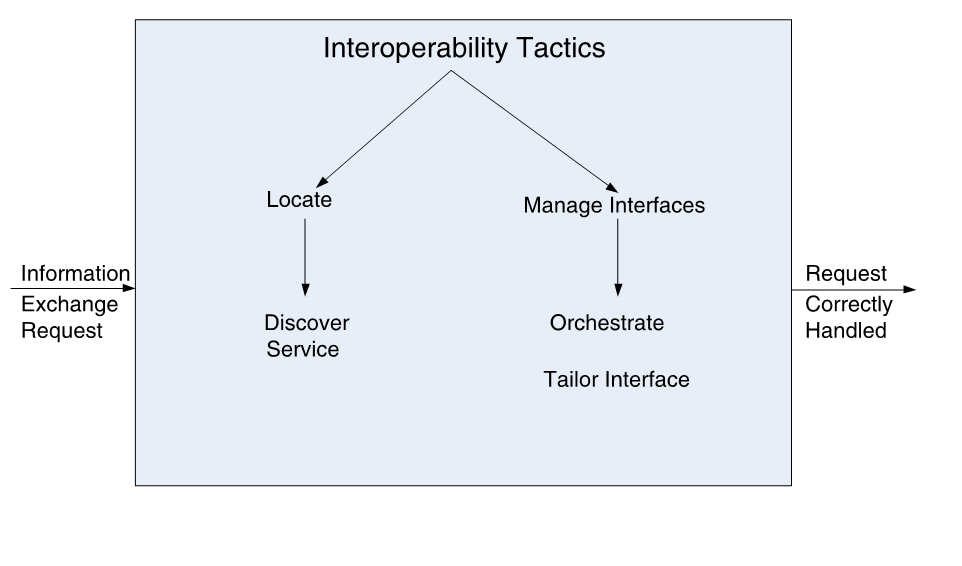 Interoperability Tactics
Locate
Manage Interfaces
Information
Exchange
Request
Discover
Service
Orchestrate
Tailor Interface
Request
Correctly
Handled